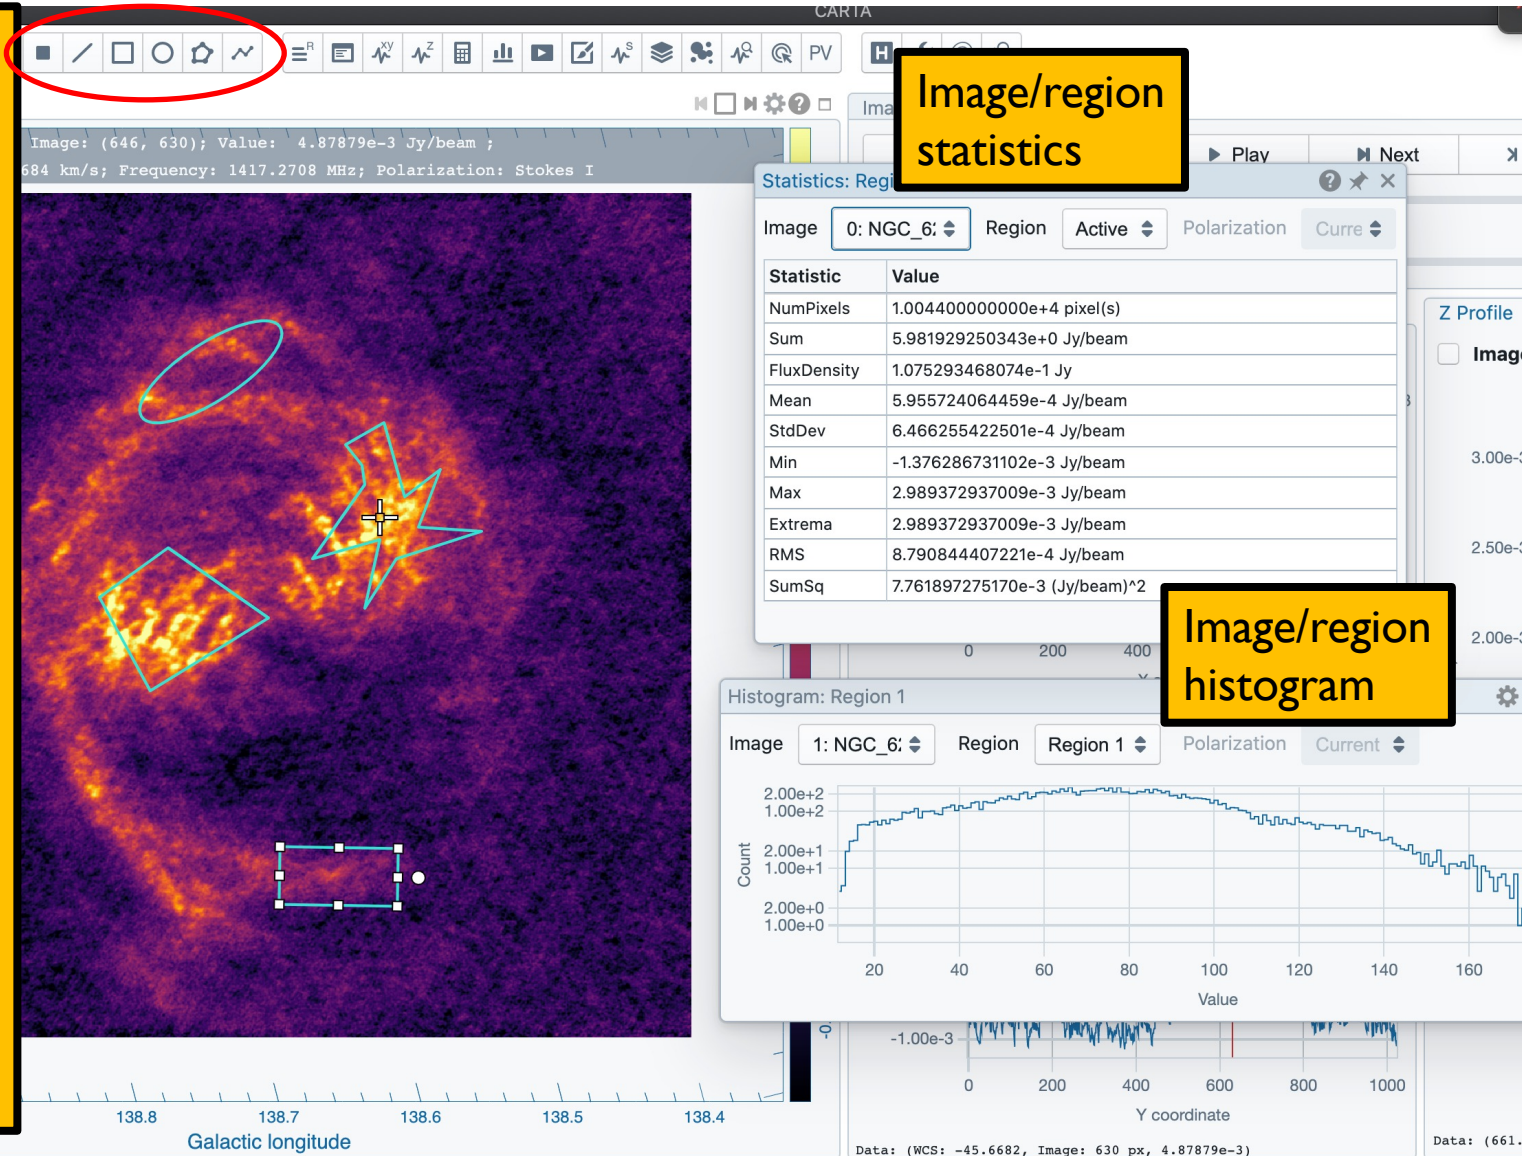 CARTA
R
xy
z
s
PV
H
Image/region
statistics
Ima
Image: (646, 630); Value: 4.87879e-3 Jy/beam ;
684 km/s; Frequency: 1417.2708 MHz; Polarization: Stokes I
Play
Next
Statistics: Regi
Image 0: NGC_6 Region Active Polarization Curre
Statistic Value
NumPixels 1.004400000000e+4 pixel(s)
Sum 5.981929250343e+0 Jy/beam
FluxDensity 1.075293468074e-1 Jy
Mean 5.955724064459e-4 Jy/beam
StdDev 6.466255422501e-4 Jy/beam
Min -1.376286731102e-3 Jy/beam
Max 2.989372937009e-3 Jy/beam
Extrema 2.989372937009e-3 Jy/beam
RMS 8.790844407221e-4 Jy/beam
SumSq 7.761897275170e-3 (Jy/beam)^2
Z Profile
Image
3.00e-3
2.50e-3
2.00e-3
0 200 400
Image/region
histogram
Histogram: Region 1
Image 1: NGC_62 Region Region 1 Polarization Current
2.00e+2
1.00e+2
2.00e+1
1.00e+1
2.00e+0
1.00e+0
Count
20 40 60 80 100 120 140 160
Value
-1.00e-3
0 200 400 600 800 1000
Y coordinate
Data: (WCS: -45.6682, Image: 630 px, 4.87879e-3)
Data: (661.
138.8 138.7 138.6 138.5 138.4
Galactic longitude